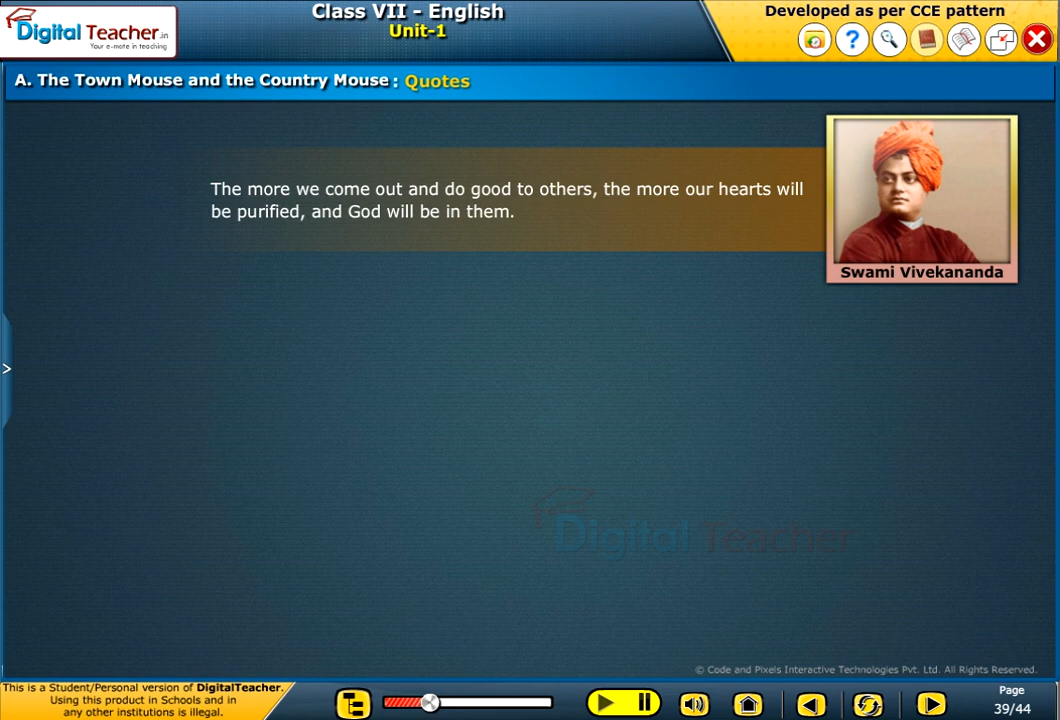 Digital Teacher.in
Your e-mate in teaching
Class VII - English
Unit-1
Developed as per CCE pattern
?
A. The Town Mouse and the Country Mouse : Quotes
The more we come out and do good to others, the more our hearts will
be purified, and God will be in them.
Swami Vivekananda
>
Digital Teacher
© Code and Pixels Interactive Technologies Pvt. Ltd. All Rights Reserved.
This is a Student/Personal version of DigitalTeacher.
Using this product in Schools and in
any other institutions is illegal.
Page
39/44